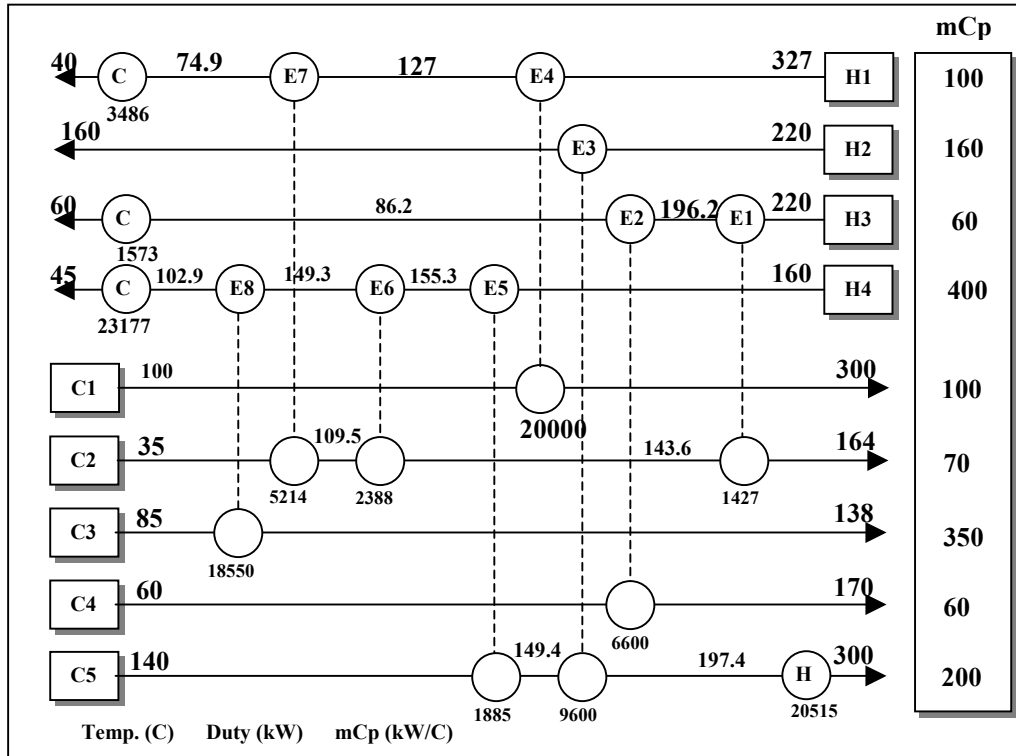 mCp
40 C 74.9 E7 127 E4 327 H1 100
3486
160 E3 220 H2 160
60 C 86.2 E2 196.2 E1 220 H3 60
1573
45 C 102.9 E8 149.3 E6 155.3 E5 160 H4 400
23177
C1 100 300 100
20000
C2 35 109.5 143.6 164 70
5214 2388 1427
C3 85 138 350
18550
C4 60 170 60
6600
C5 140 149.4 197.4 H 300 200
1885 9600 20515
Temp. (C) Duty (kW) mCp (kW/C)